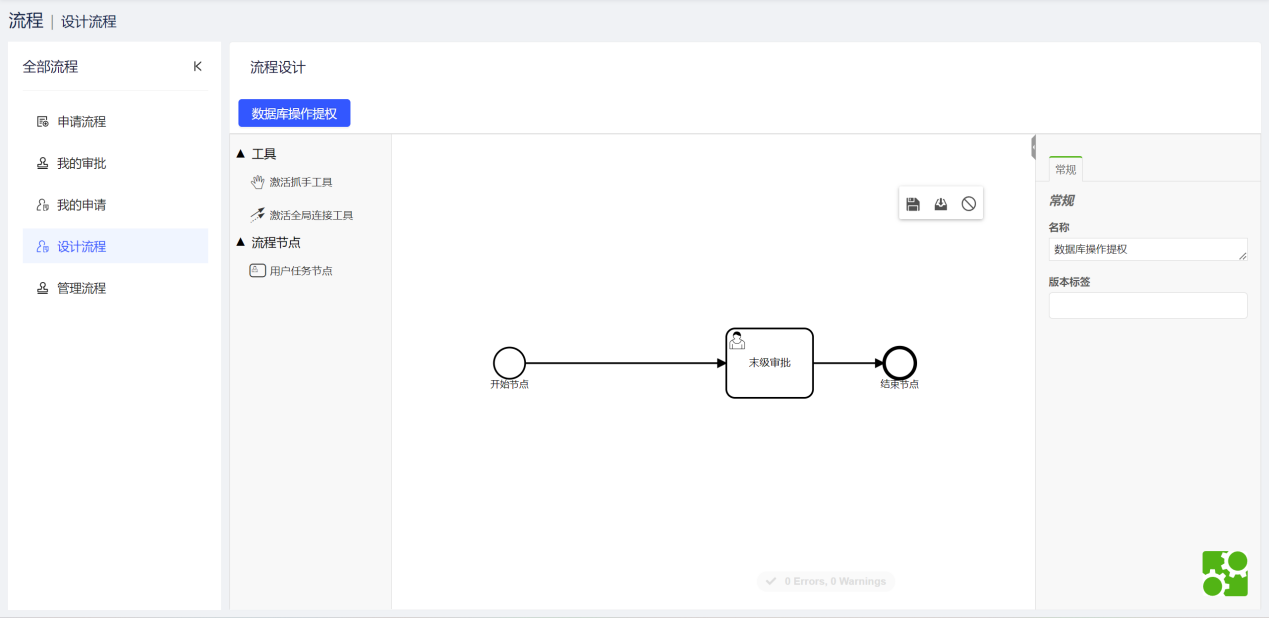 流程 | 设计流程
全部流程
申请流程
我的审批
我的申请
设计流程
管理流程
流程设计
数据库操作提权
▲ 工具
激活抓手工具
激活全局连接工具
▲ 流程节点
用户任务节点
开始节点
末级审批
结束节点
0 Errors, 0 Warnings
常规
常规
名称
数据库操作提权
版本标签